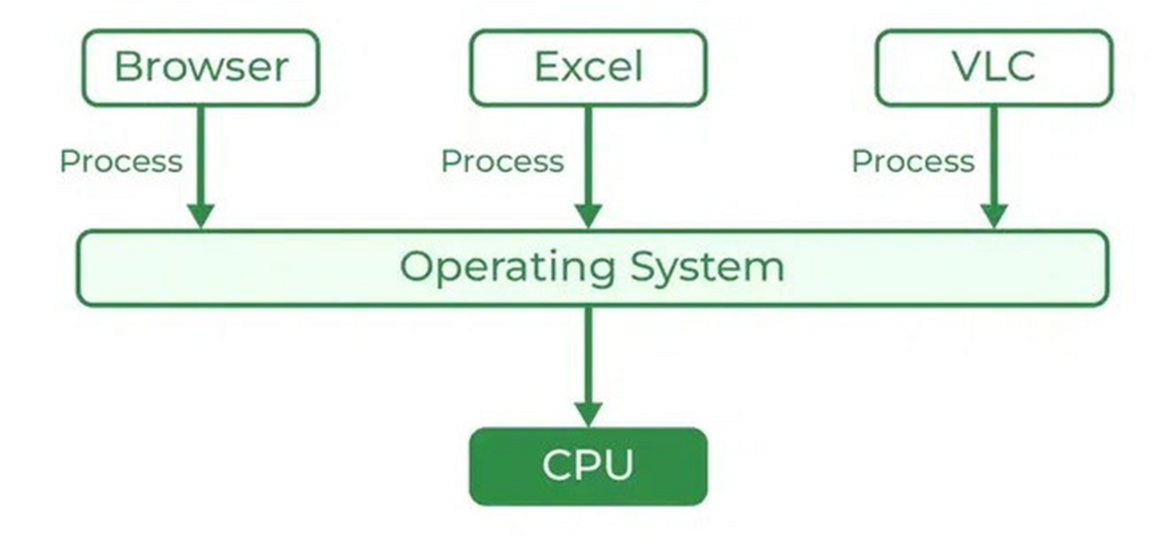 Browser
Excel
VLC
Process
Process
Process
Operating System
CPU